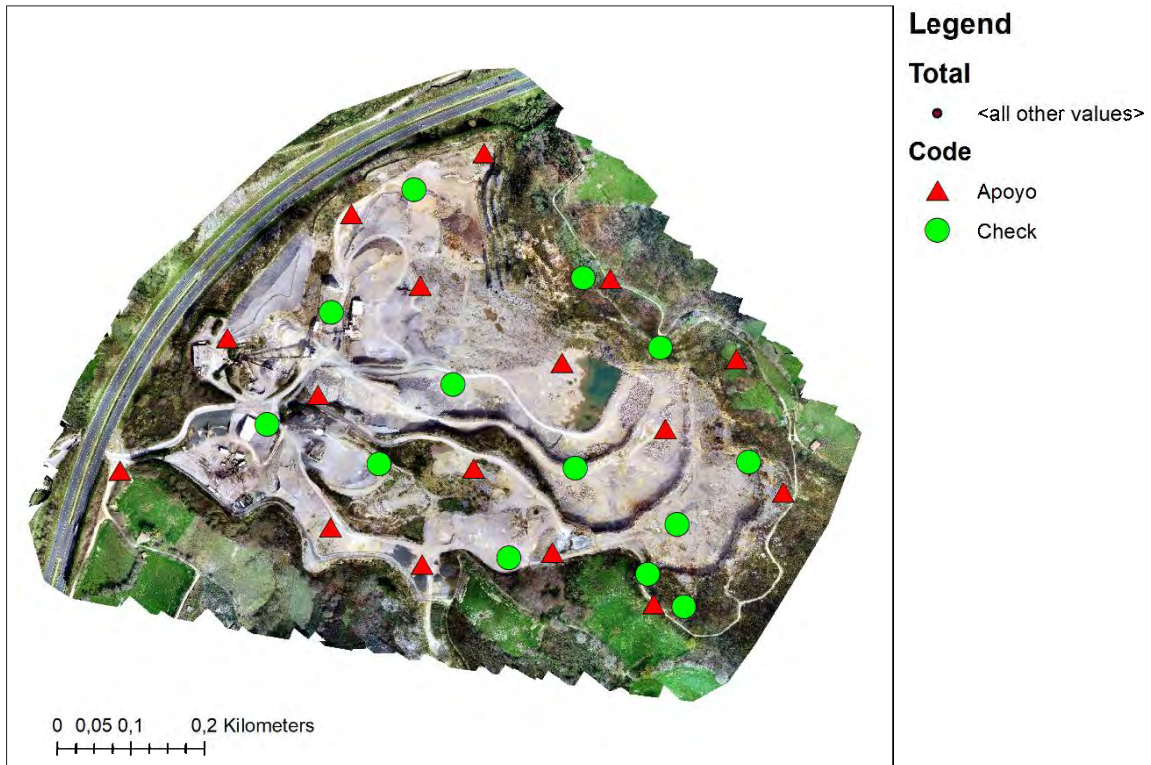 Legend
Total
<all other values>
Code
Apoyo
Check
0 0,05 0,1 0,2 Kilometers